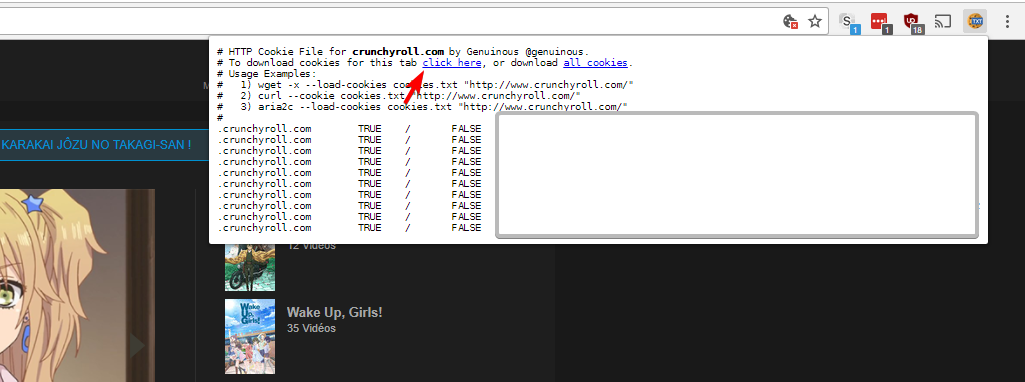 S
1
1
18
TXT
# HTTP Cookie File for crunchyroll.com by Genuinous @genuinous.
# To download cookies for this tab click here, or download all cookies.
# Usage Examples:
#   1) wget -x --load-cookies cookies.txt "http://www.crunchyroll.com/"
#   2) curl --cookie cookies.txt "http://www.crunchyroll.com/"
#   3) aria2c --load-cookies cookies.txt "http://www.crunchyroll.com/"
#
.crunchyroll.com TRUE / FALSE
.crunchyroll.com TRUE / FALSE
.crunchyroll.com TRUE / FALSE
.crunchyroll.com TRUE / FALSE
.crunchyroll.com TRUE / FALSE
.crunchyroll.com TRUE / FALSE
.crunchyroll.com TRUE / FALSE
.crunchyroll.com TRUE / FALSE
.crunchyroll.com TRUE / FALSE
.crunchyroll.com TRUE / FALSE
KARAKAI JÔZU NO TAKAGI-SAN !
12 Vidéos
Wake Up, Girls!
Wake Up, Girls!
35 Vidéos